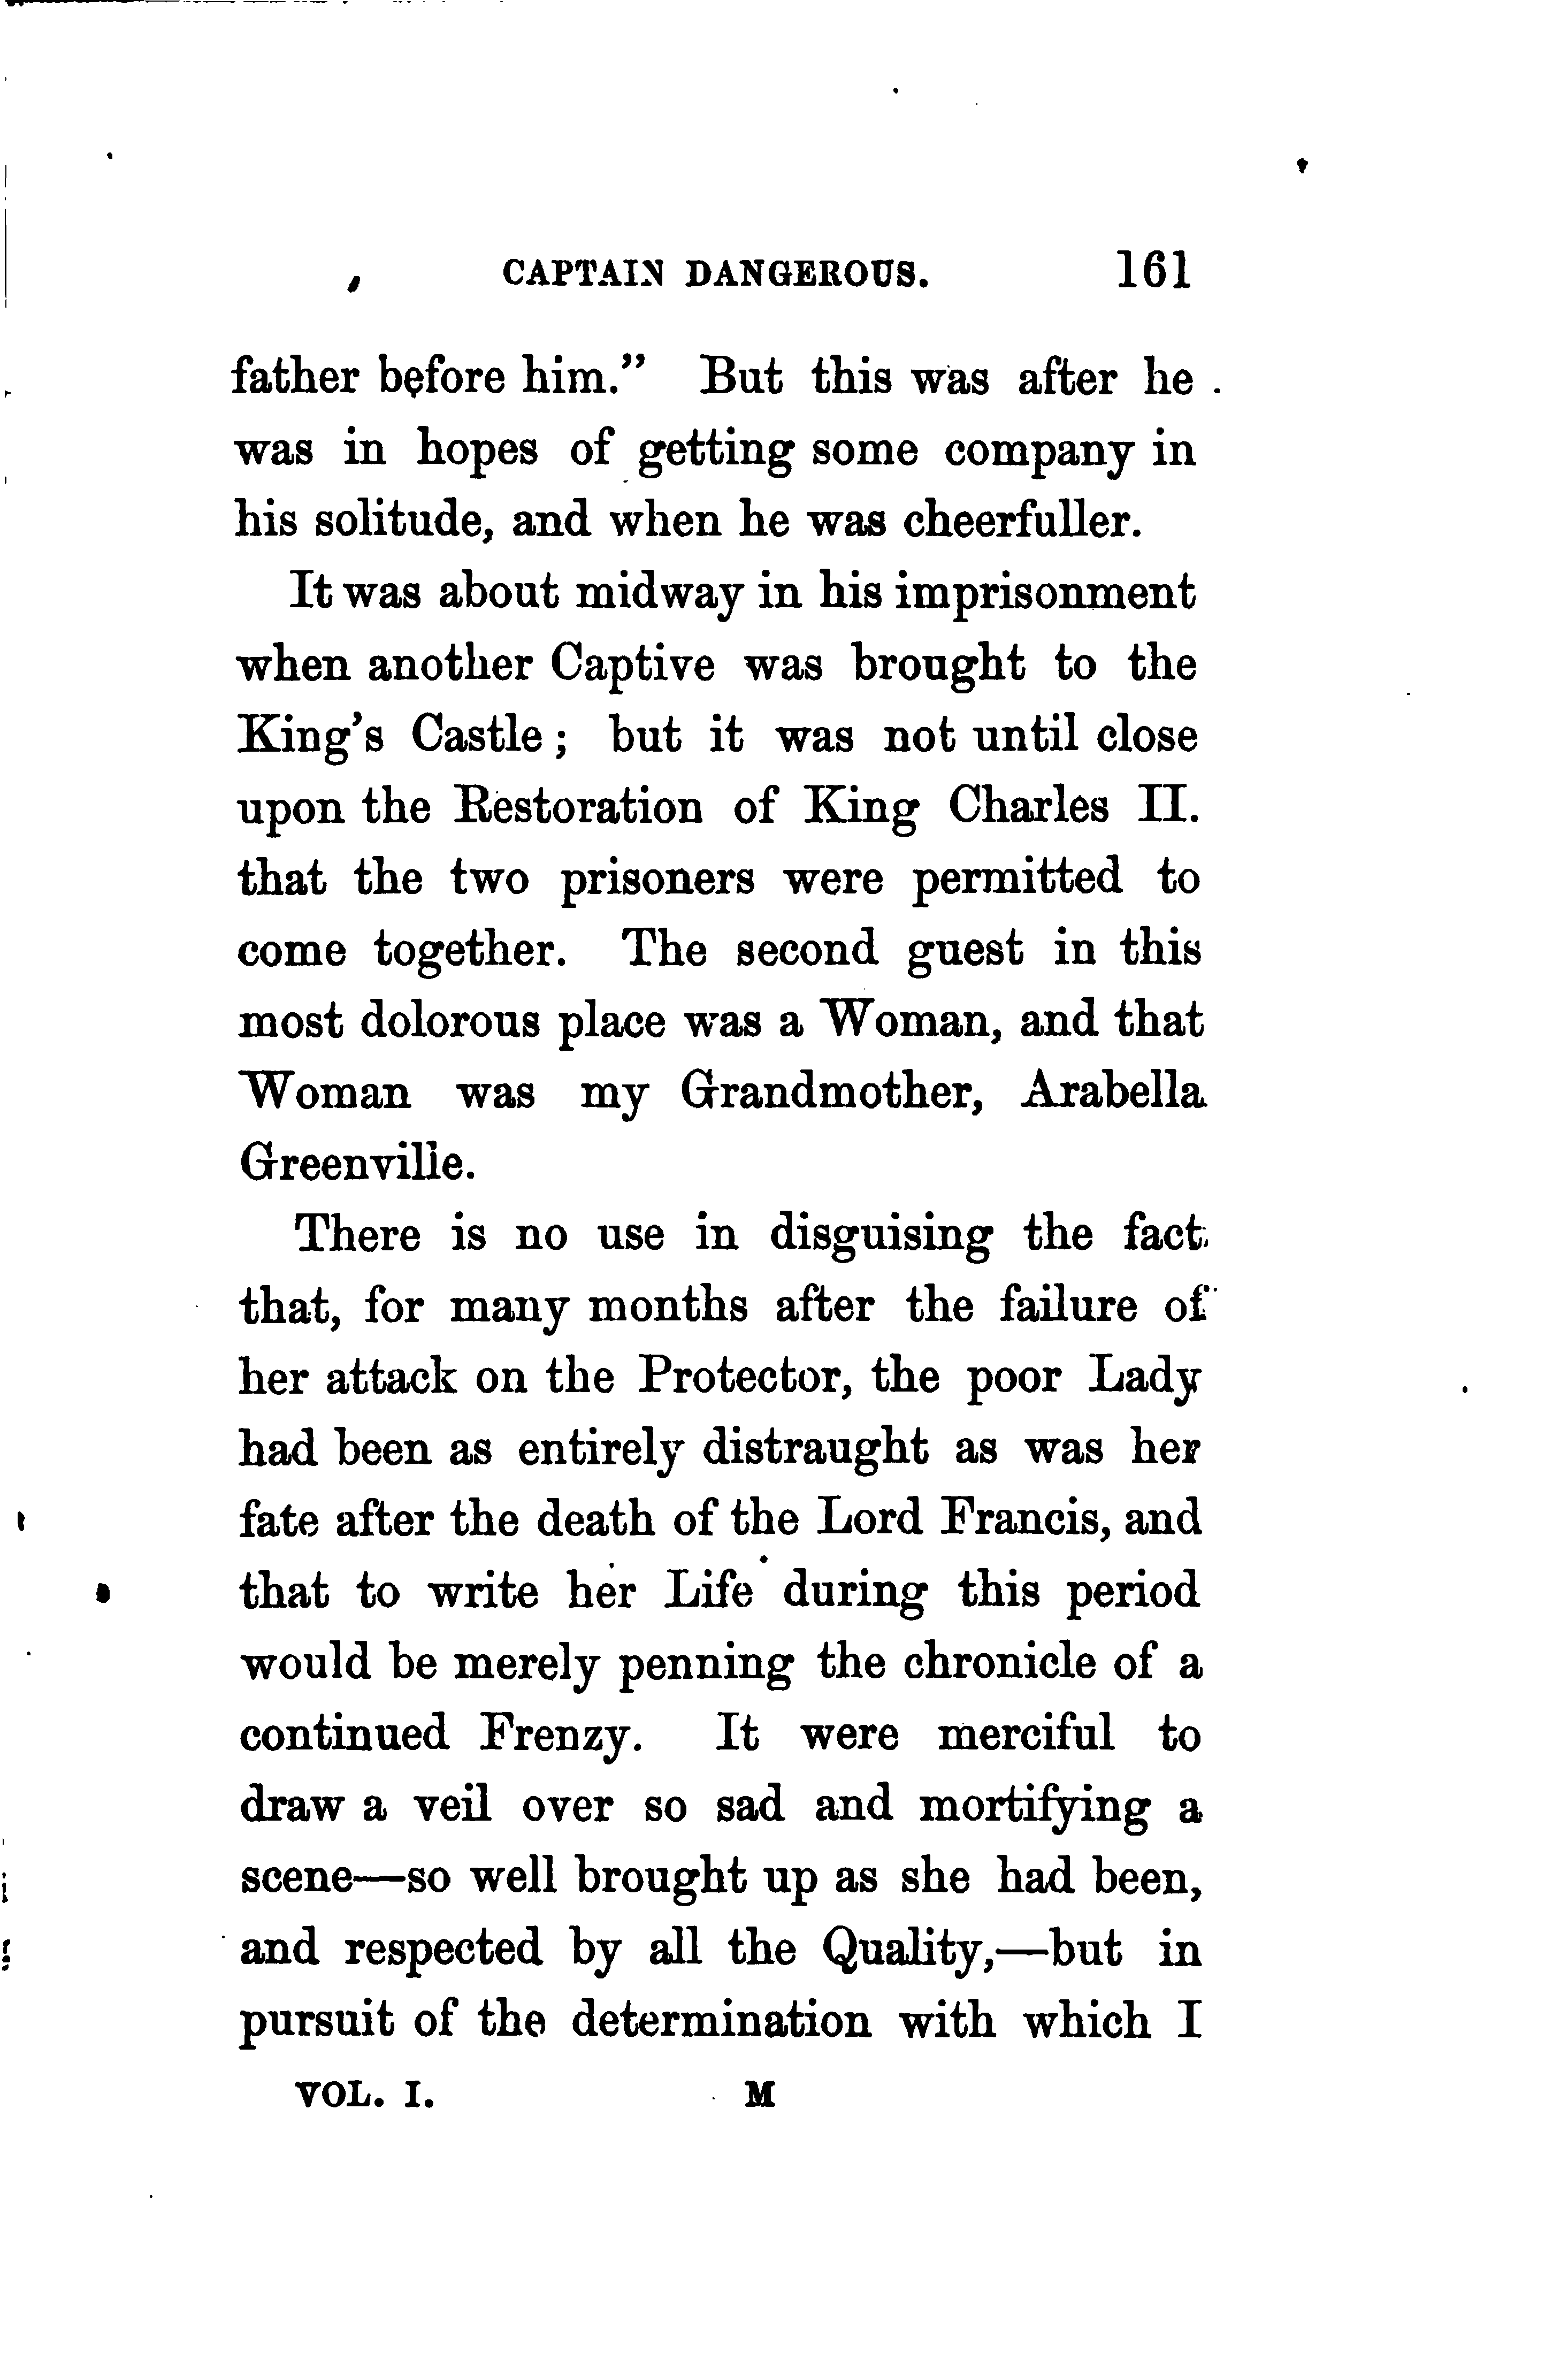 CAPTAIN DANGEROUS. 161
father before him." But this was after he
was in hopes of getting some company in
his solitude, and when he was cheerfuller.
It was about midway in his imprisonment
when another Captive was brought to the
King's Castle; but it was not until close
upon the Restoration of King Charles II.
that the two prisoners were permitted to
come together. The second guest in this
most dolorous place was a Woman, and that
Woman was my Grandmother, Arabella
Greenville.
There is no use in disguising the fact
that, for many months after the failure of
her attack on the Protector, the poor Lady
had been as entirely distraught as was her
fate after the death of the Lord Francis, and
that to write her Life during this period
would be merely penning the chronicle of a
continued Frenzy. It were merciful to
draw a veil over so sad and mortifying a
scene—so well brought up as she had been,
and respected by all the Quality,—but in
pursuit of the determination with which I
VOL. I. M